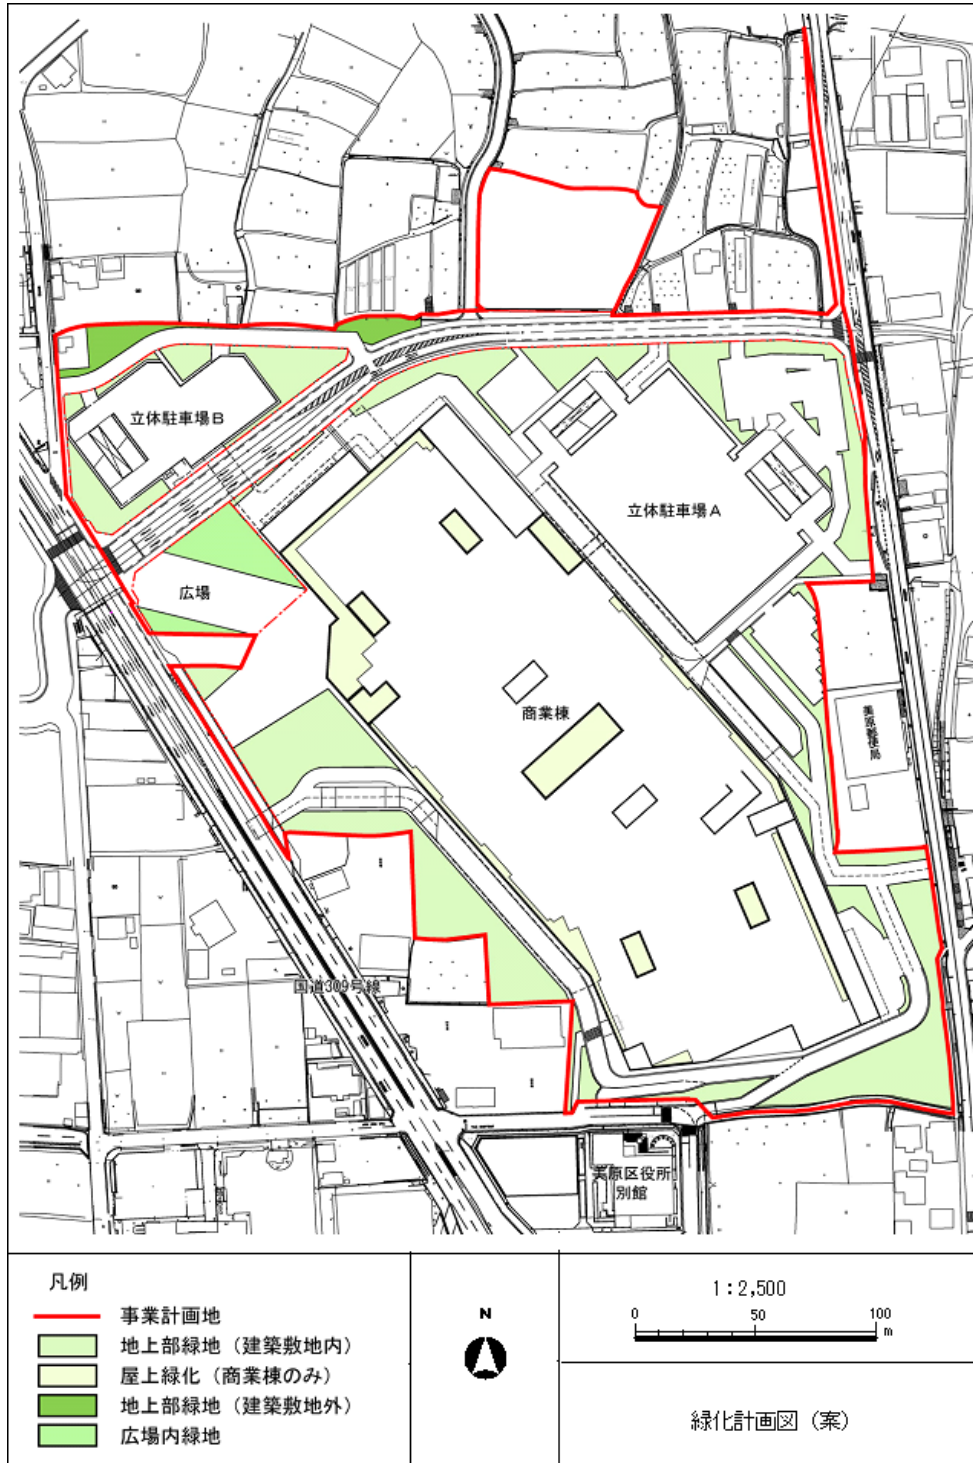 立体駐車場B
立体駐車場A
広場
商業棟
美原郵便局
国道309号線
美原区役所
別館
凡例
事業計画地
地上部緑地（建築敷地内）
屋上緑化（商業棟のみ）
地上部緑地（建築敷地外）
広場内緑地
N
1:2,500
0 50 100
m
緑化計画図（案）